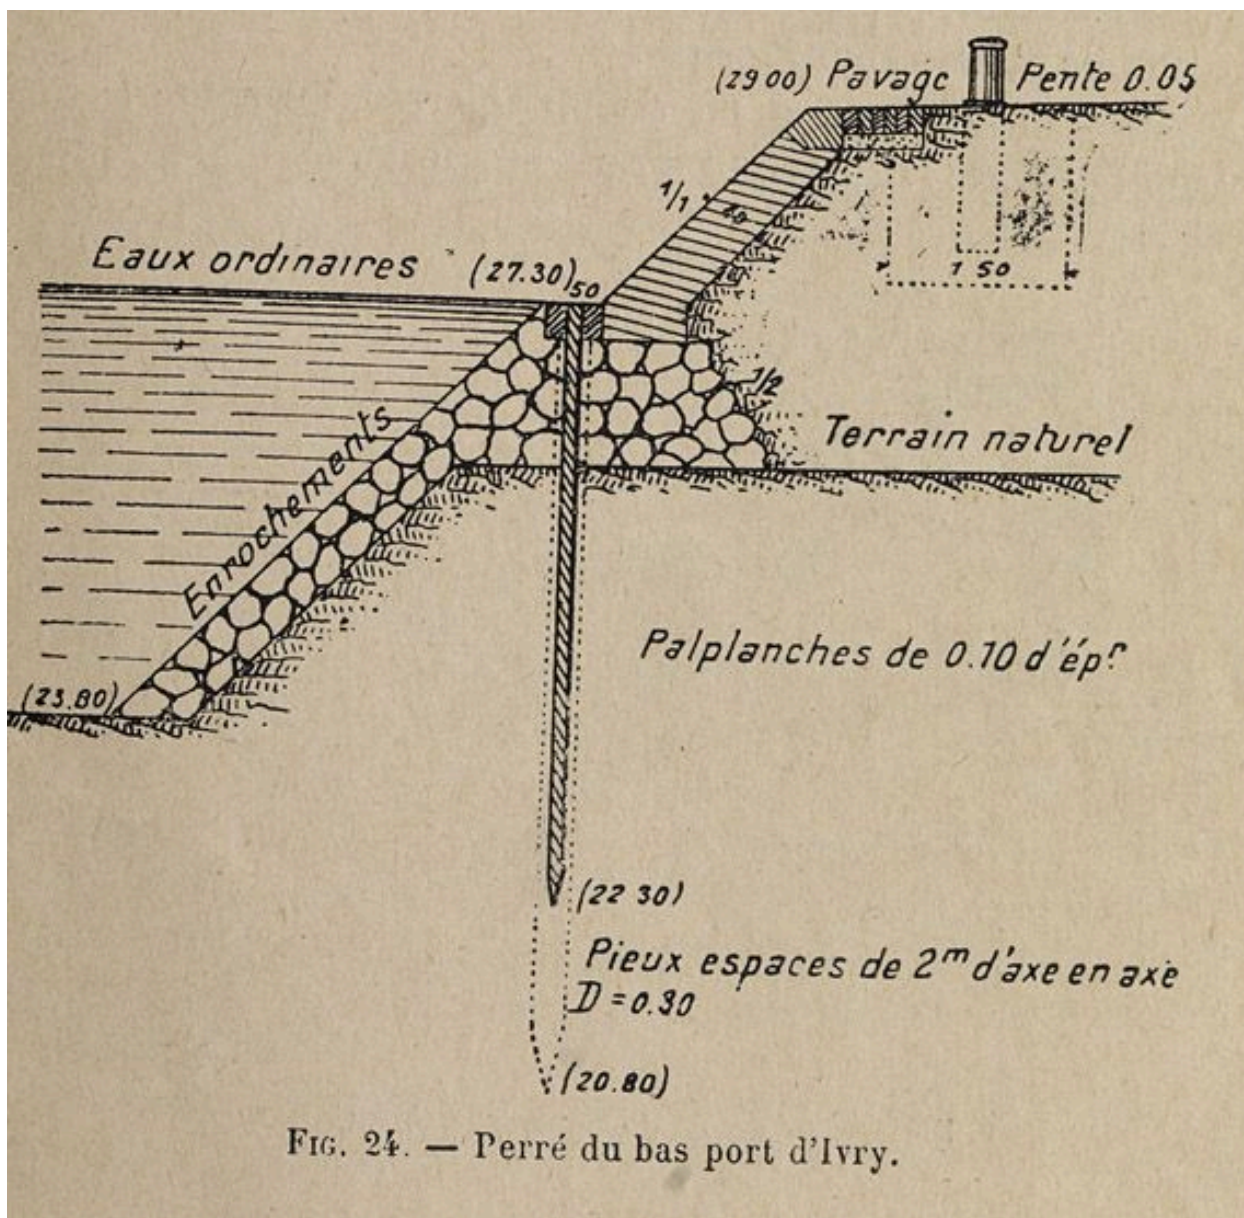 (29 00) Pavage Pente 0.05
1/1
Eaux ordinaires (27.30) 50
1 50
1/2
Enrochements
Terrain naturel
Palplanches de 0.10 d'épr
(23.80)
(22 30)
Pieux espaces de 2m d'axe en axe
D = 0.30
(20.80)
FIG. 24. — Perré du bas port d'Ivry.